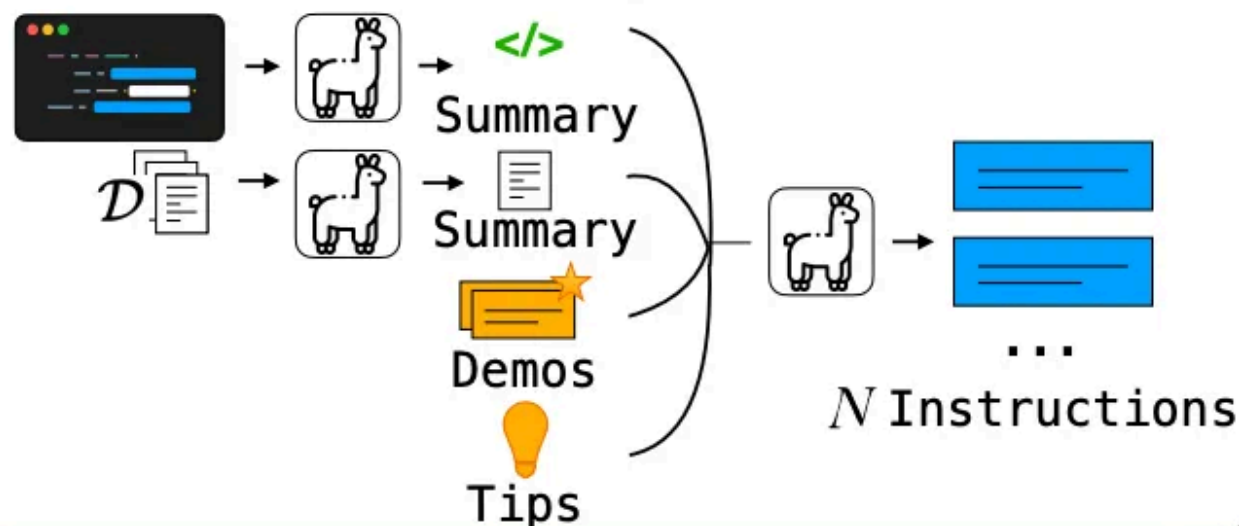 </>
Summary
𝒟
Summary
Demos
Tips
...
N Instructions